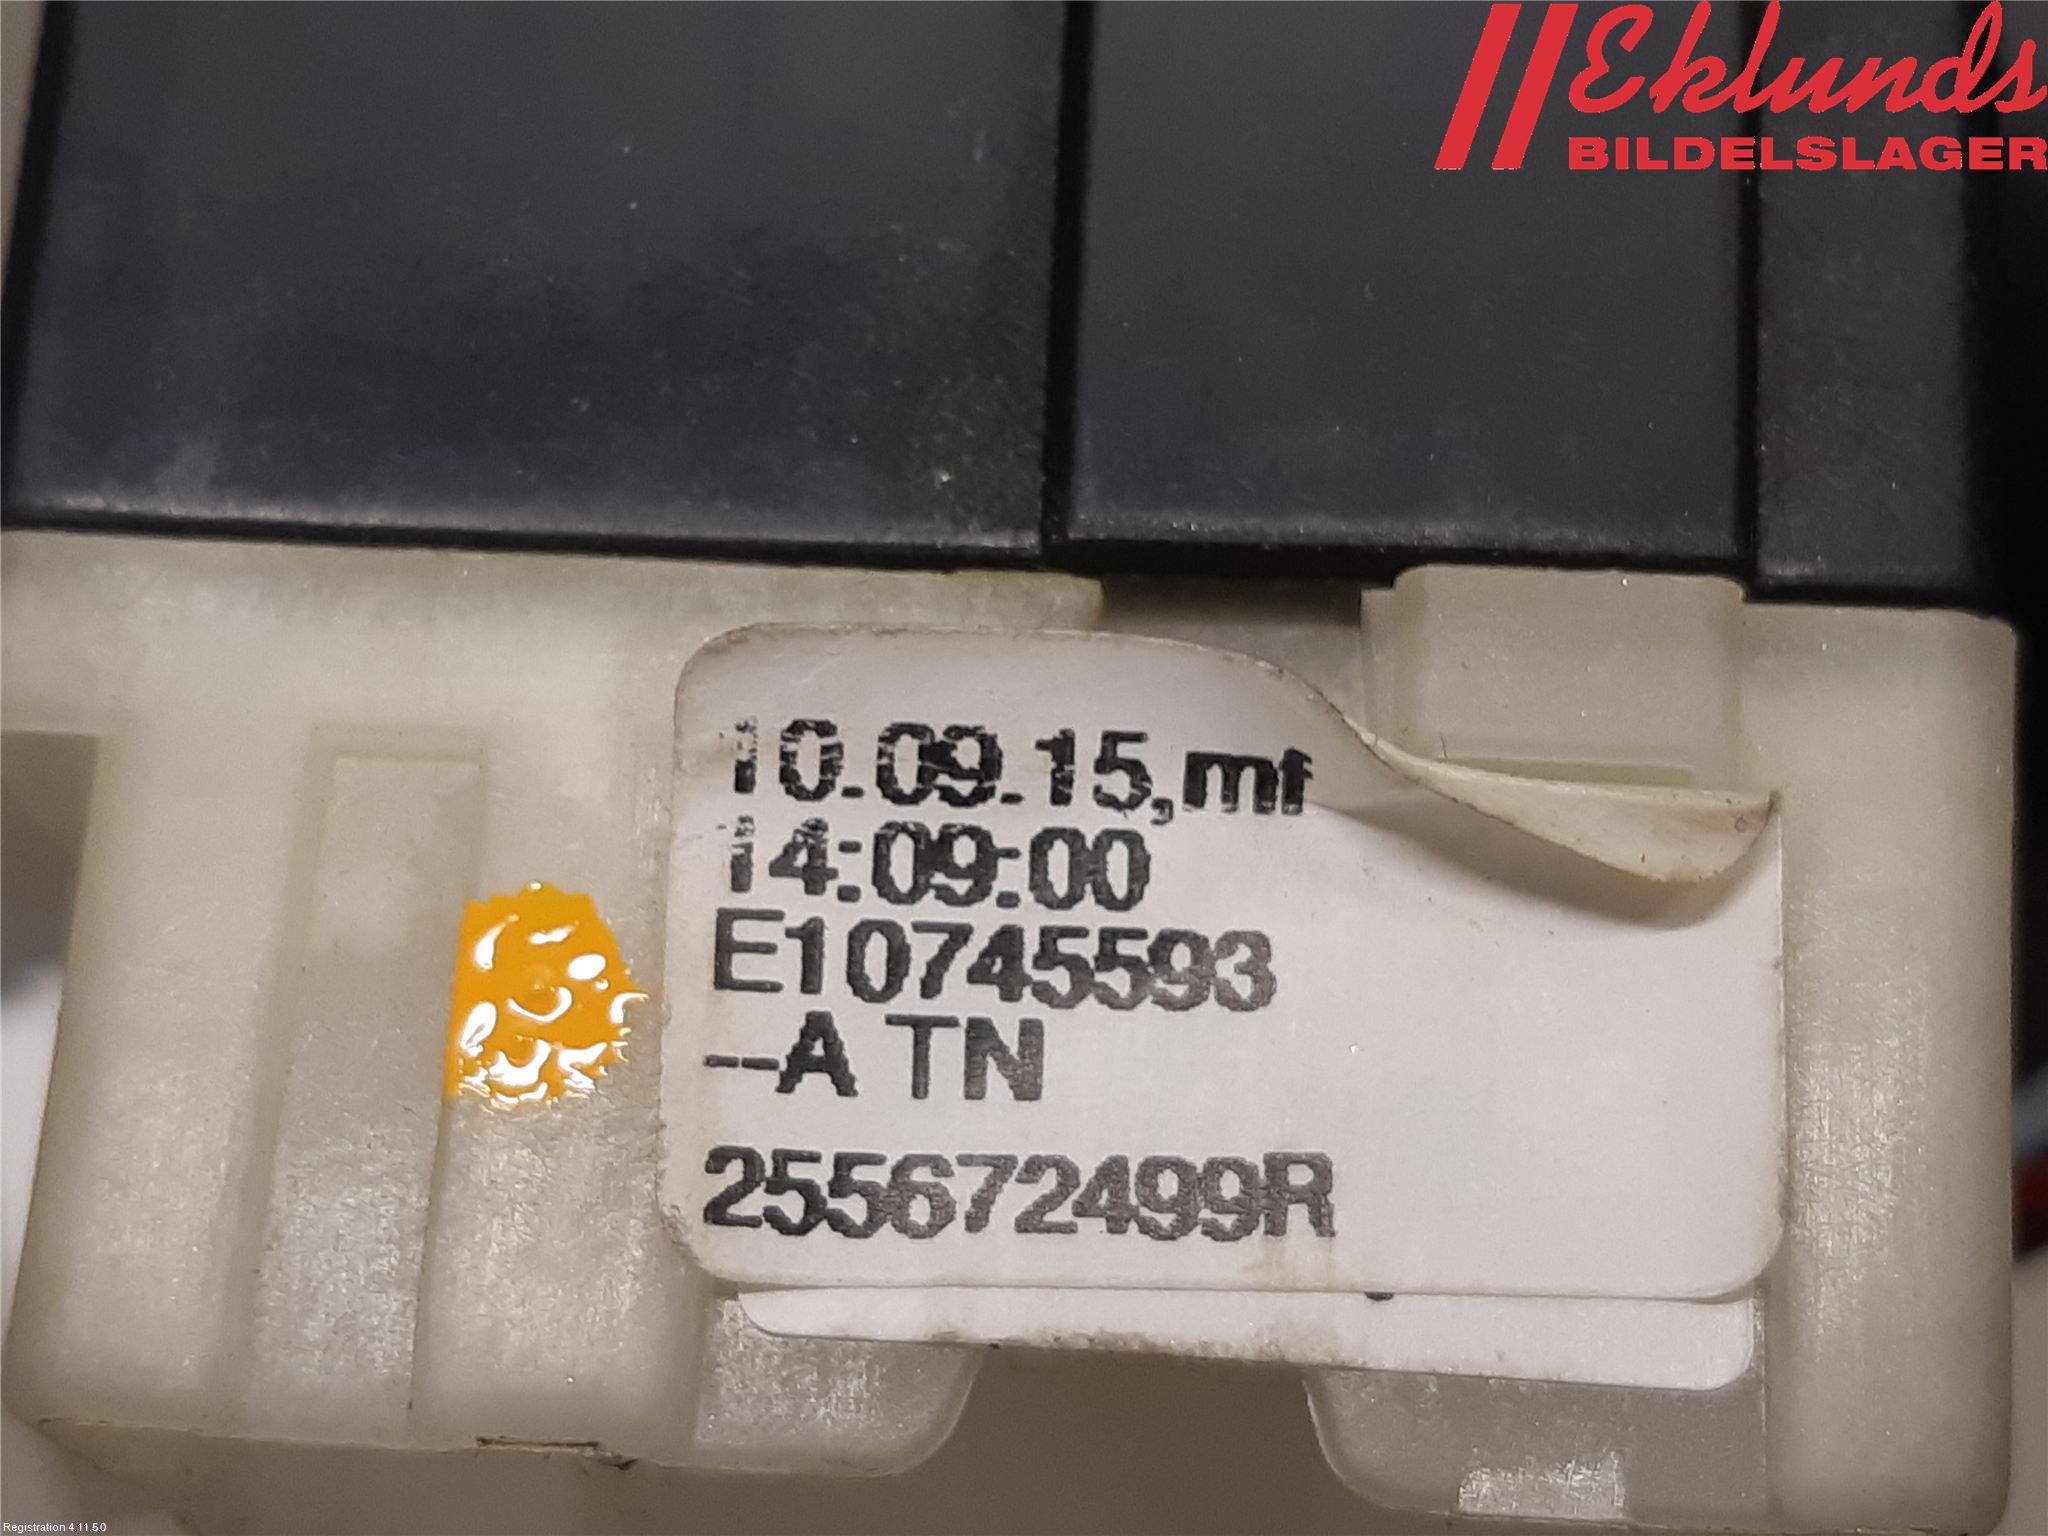 Eklunds
BILDELSLAGER
10.09.15,mf
14:09:00
E10745593
--A TN
255672499R
Registration 4.11.5.0